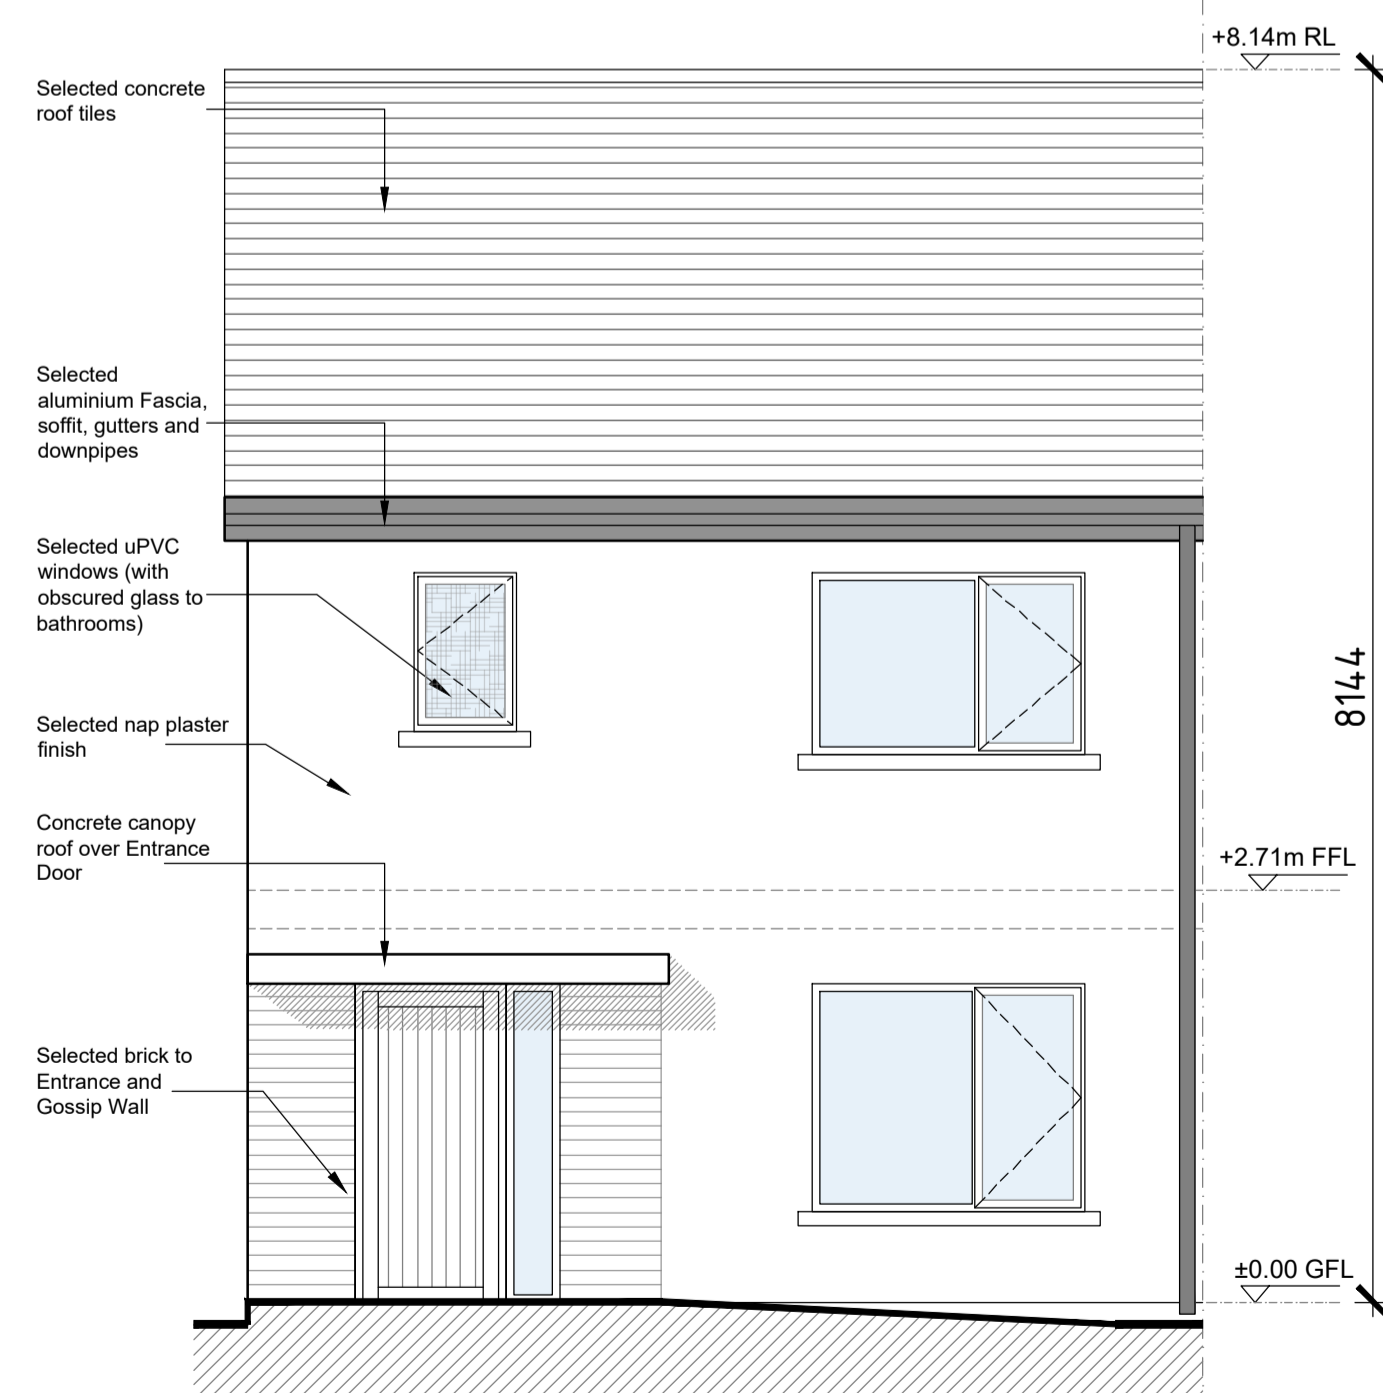 +8.14m RL
Selected concrete
roof tiles
Selected
aluminium Fascia,
soffit, gutters and
downpipes
Selected uPVC
windows (with
obscured glass to
bathrooms)
8144
Selected nap plaster
finish
Concrete canopy
roof over Entrance
Door
+2.71m FFL
Selected brick to
Entrance and
Gossip Wall
±0.00 GFL